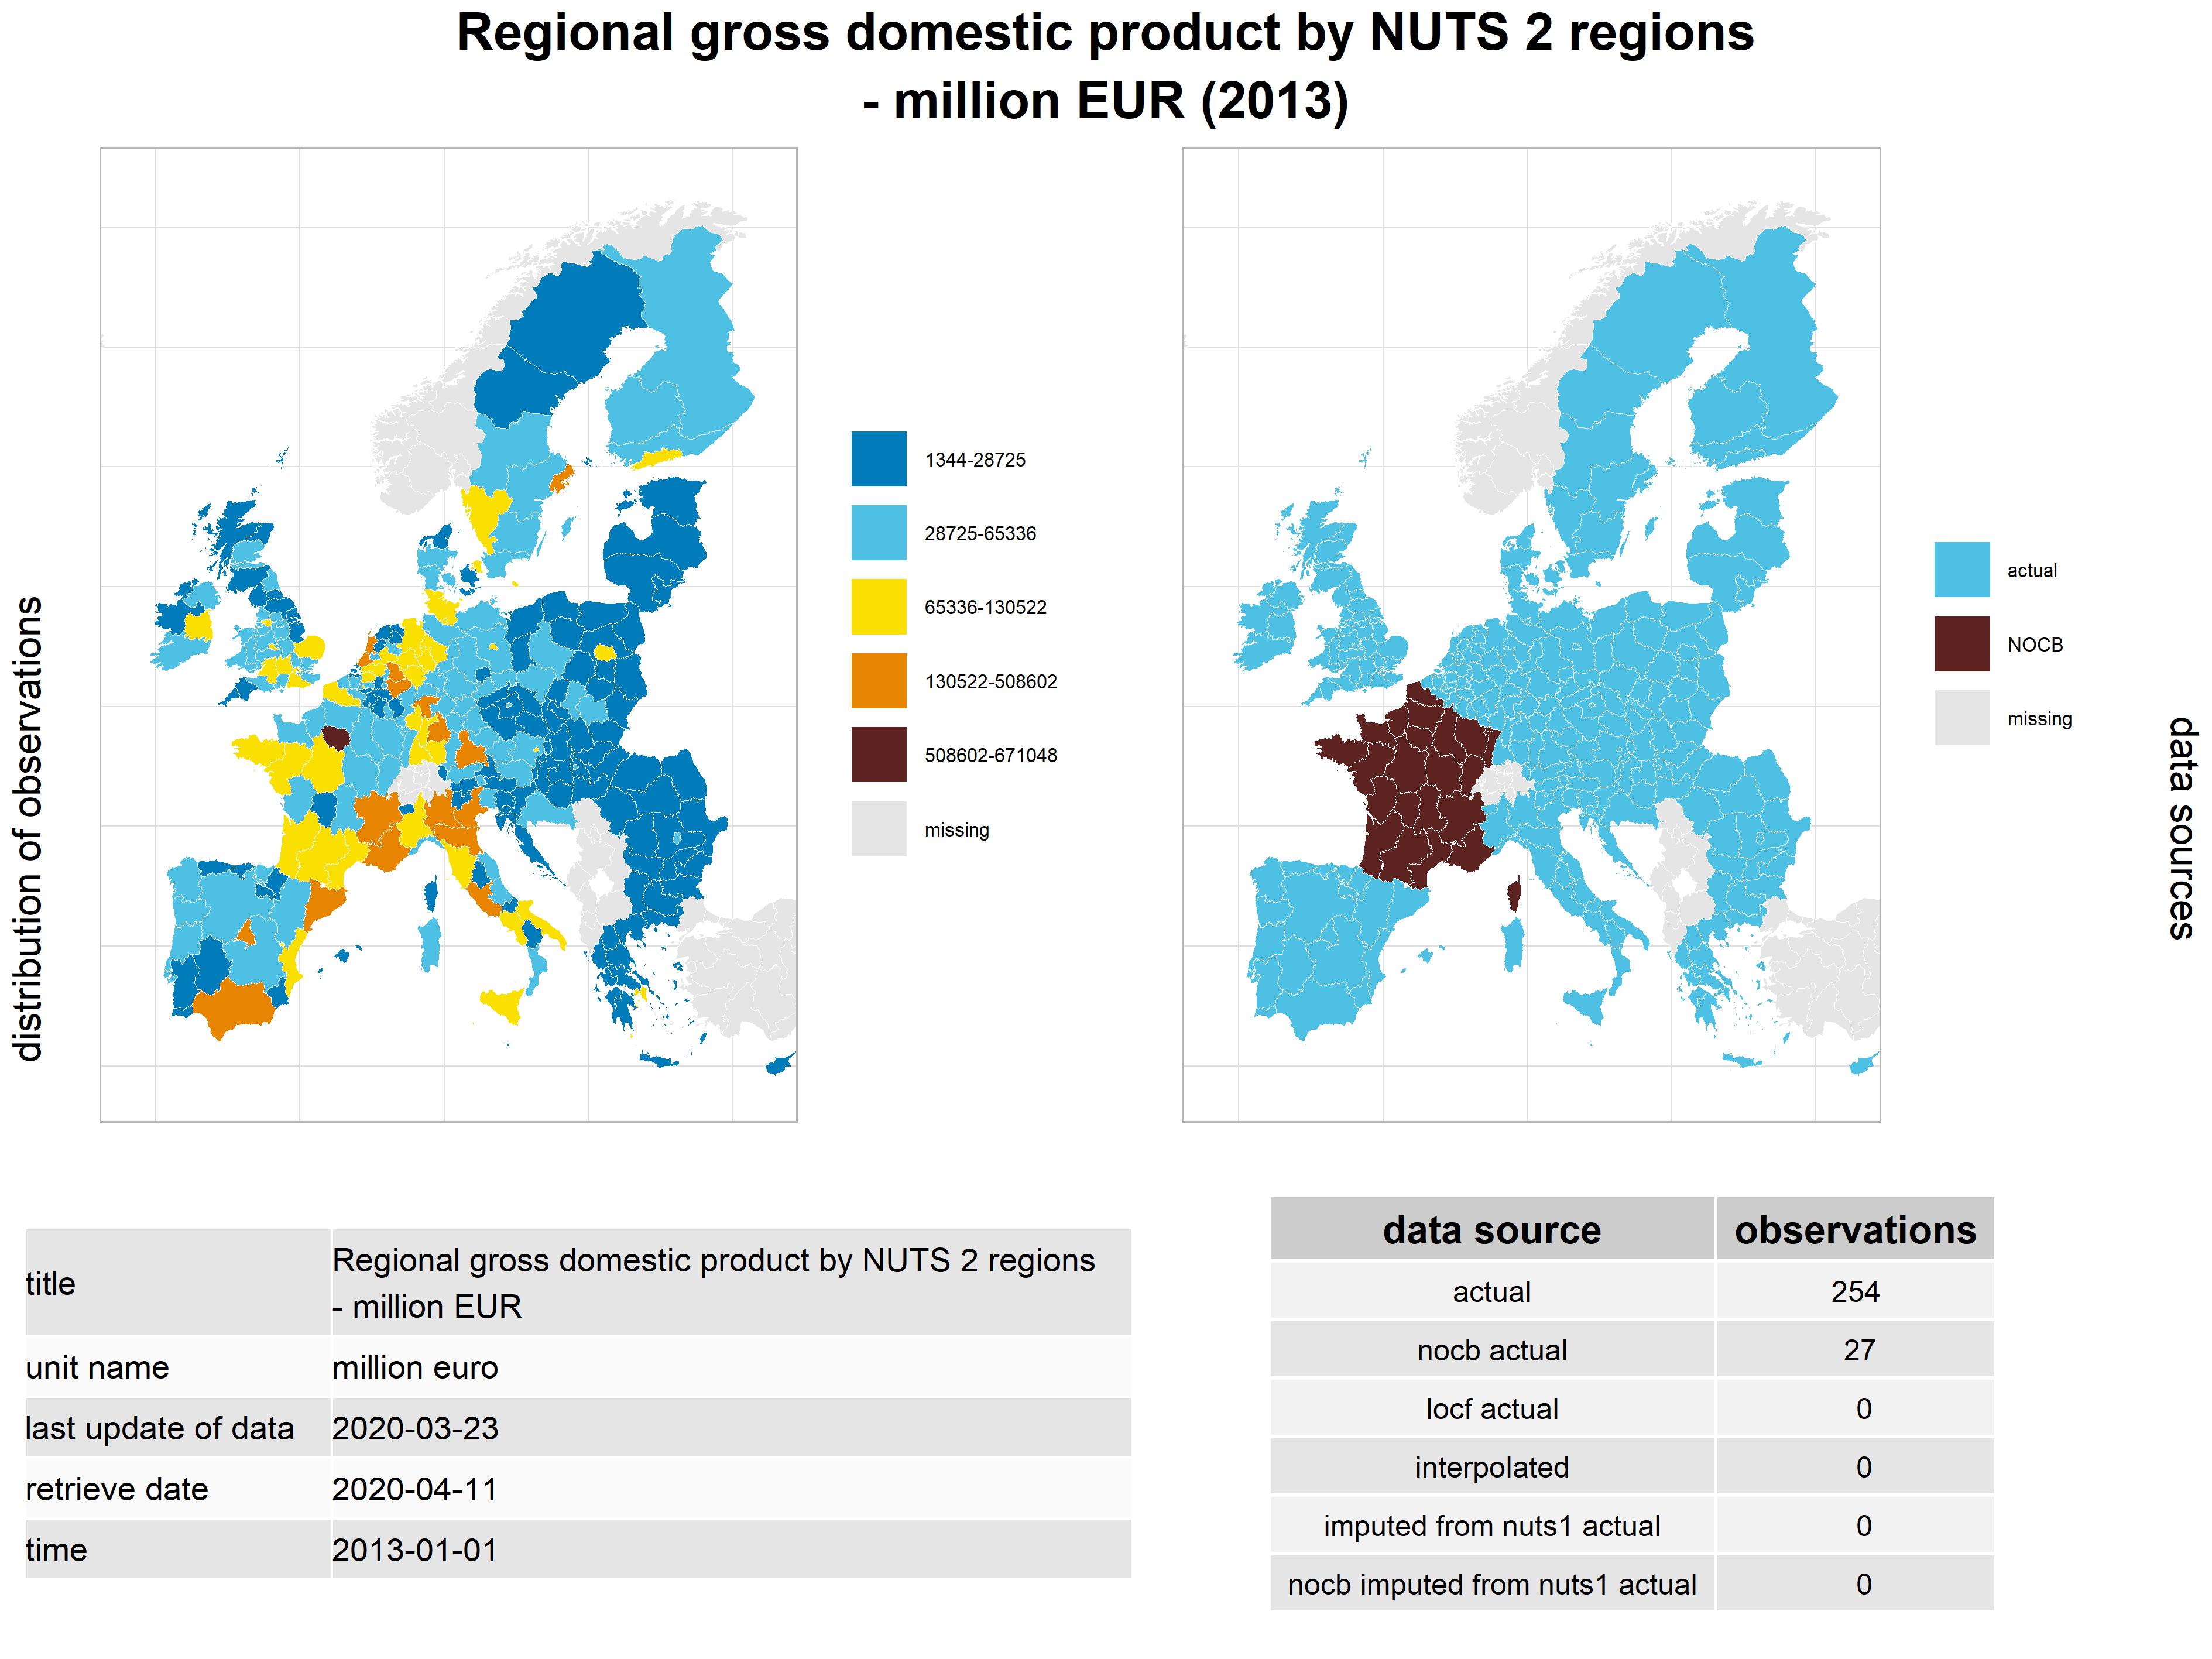 Regional gross domestic product by NUTS 2 regions
- million EUR (2013)
distribution of observations
1344-28725
28725-65336
65336-130522
130522-508602
508602-671048
missing
actual
NOCB
missing
data sources
title
Regional gross domestic product by NUTS 2 regions
- million EUR
unit name
million euro
last update of data
2020-03-23
retrieve date
2020-04-11
time
2013-01-01
data source
observations
actual
254
nocb actual
27
locf actual
0
interpolated
0
imputed from nuts1 actual
0
nocb imputed from nuts1 actual
0